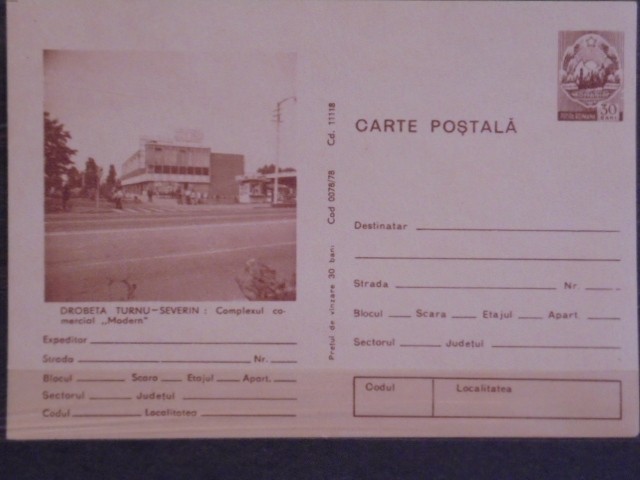 DROBETA TURNU-SEVERIN : Complexul co-
mercial „Modern"
Expeditor
Strada Nr.
Blocul Scara Etajul Apart.
Sectorul Județul
Codul Localitatea
Prețul de vînzare 30 bani Cod 0078/78 Cd. 11118
CARTE POȘTALĂ
POSTA ROMANA
30
BANI
Destinatar
Strada Nr
Blocul Scara Etajul Apart.
Sectorul Județul
Codul Localitatea